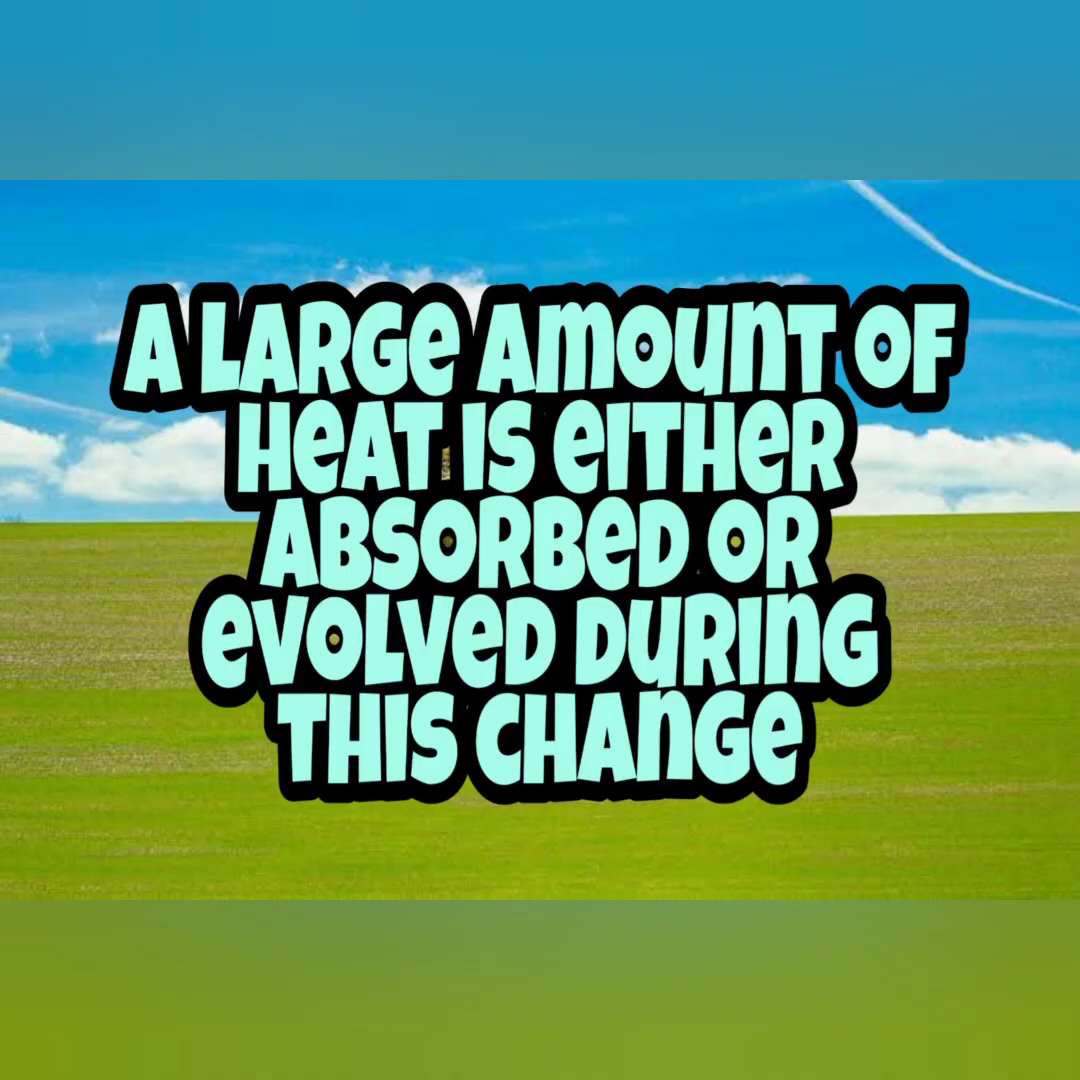 A LARGE AMOUNT OF
HEAT IS EITHER
ABSORBED OR
EVOLVED DURING
THIS CHANGE